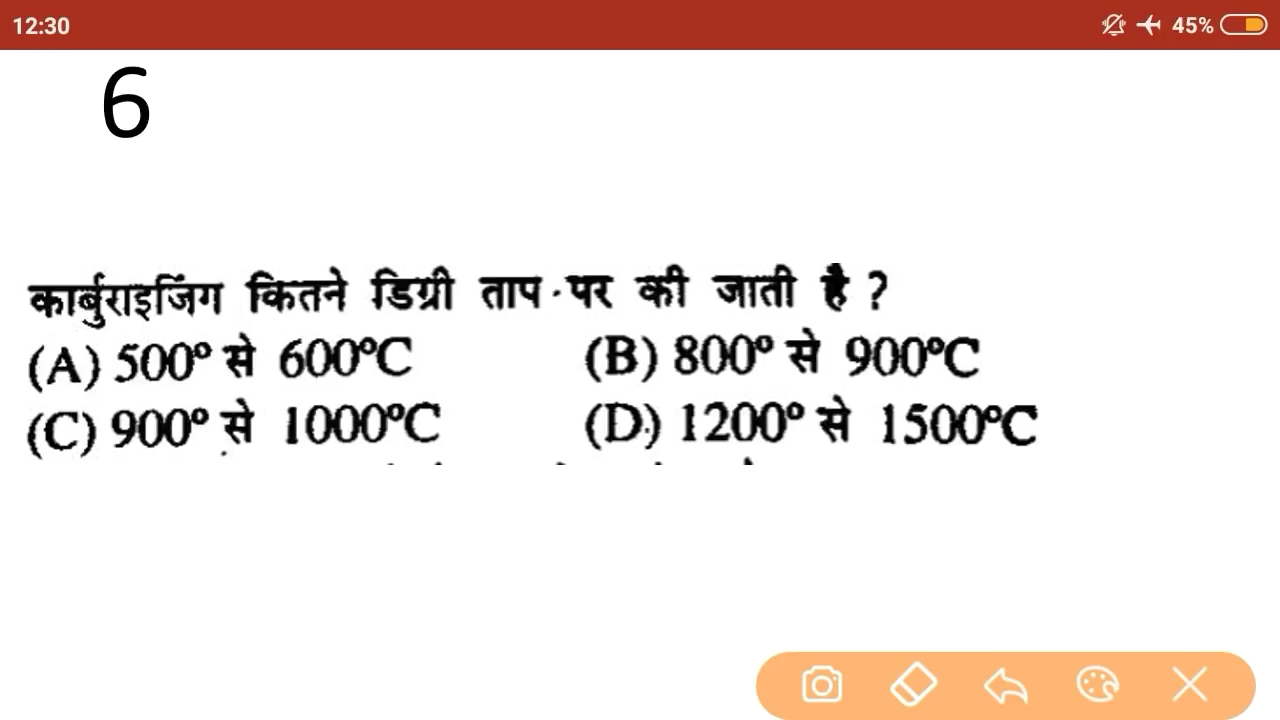 12:30
45%
6
कार्बुराइजिंग कितने डिग्री ताप पर की जाती है ?
(A) 500° से 600°C (B) 800° से 900°C
(C) 900° से 1000°C (D) 1200° से 1500°C